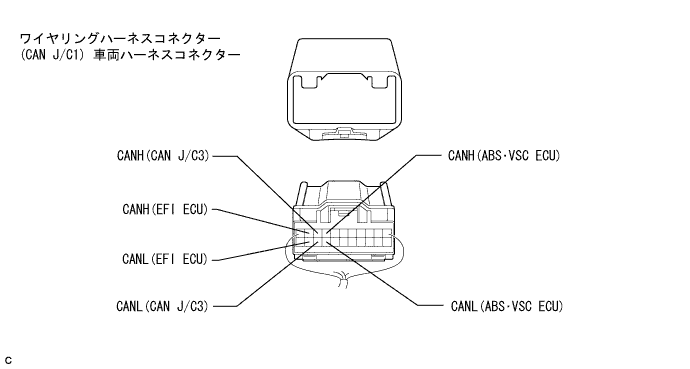 ワイヤリングハーネスコネクター
(CAN J/C1) 車両ハーネスコネクター
CANH(CAN J/C3)
CANH(ABS･VSC ECU)
CANH(EFI ECU)
CANL(EFI ECU)
CANL(CAN J/C3)
CANL(ABS･VSC ECU)
C